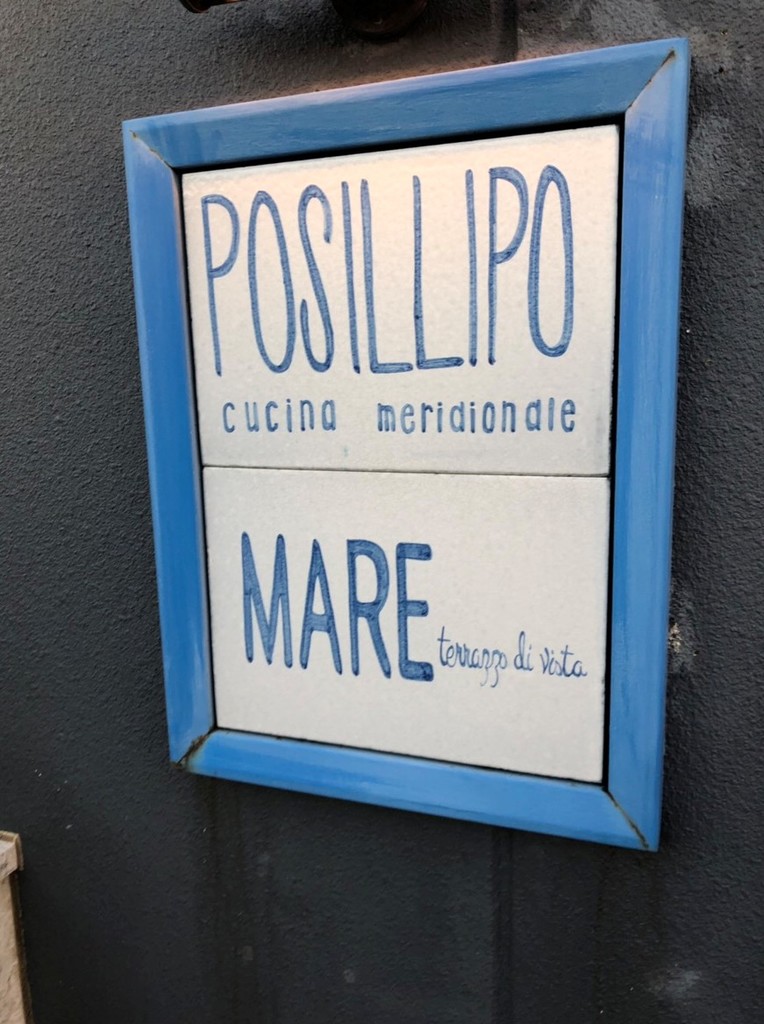 POSILLIPO
cucina meridionale
MARE terrazzo di vista